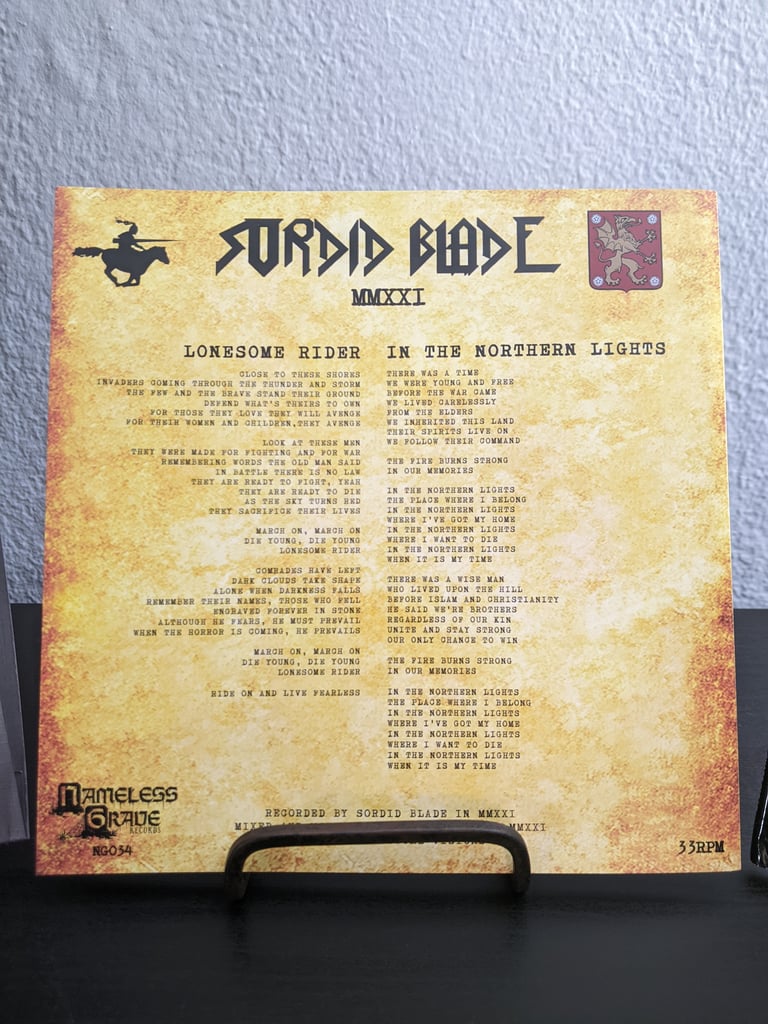 SORDID BLADE
MMXXI
LONESOME RIDER
CLOSE TO THESE SHORES
INVADERS COMING THROUGH THE THUNDER AND STORM
THE FEW AND THE BRAVE STAND THEIR GROUND
DEFEND WHAT'S THEIRS TO OWN
FOR THOSE THEY LOVE THEY WILL AVENGE
FOR THEIR WOMEN AND CHILDREN, THEY AVENGE
LOOK AT THESE MEN
THEY WERE MADE FOR FIGHTING AND FOR WAR
REMEMBERING WORDS THE OLD MAN SAID
IN BATTLE THERE IS NO LAW
THEY ARE READY TO FIGHT, YEAH
THEY ARE READY TO DIE
AS THE SKY TURNS RED
THEY SACRIFICE THEIR LIVES
MARCH ON, MARCH ON
DIE YOUNG, DIE YOUNG
LONESOME RIDER
COMRADES HAVE LEFT
DARK CLOUDS TAKE SHAPE
ALONE WHEN DARKNESS FALLS
REMEMBER THEIR NAMES, THOSE WHO FELL
ENGRAVED FOREVER IN STONE
ALTHOUGH HE FEARS, HE MUST PREVAIL
WHEN THE HORROR IS COMING, HE PREVAILS
MARCH ON, MARCH ON
DIE YOUNG, DIE YOUNG
LONESOME RIDER
RIDE ON AND LIVE FEARLESS
IN THE NORTHERN LIGHTS
THERE WAS A TIME
WE WERE YOUNG AND FREE
BEFORE THE WAR CAME
WE LIVED CARELESSLY
FROM THE ELDERS
WE INHERITED THIS LAND
THEIR SPIRITS LIVE ON
WE FOLLOW THEIR COMMAND
THE FIRE BURNS STRONG
IN OUR MEMORIES
IN THE NORTHERN LIGHTS
THE PLACE WHERE I BELONG
IN THE NORTHERN LIGHTS
WHERE I'VE GOT MY HOME
IN THE NORTHERN LIGHTS
WHERE I WANT TO DIE
IN THE NORTHERN LIGHTS
WHEN IT IS MY TIME
THERE WAS A WISE MAN
WHO LIVED UPON THE HILL
BEFORE ISLAM AND CHRISTIANITY
HE SAID WE'RE BROTHERS
REGARDLESS OF OUR KIN
UNITE AND STAY STRONG
OUR ONLY CHANCE TO WIN
THE FIRE BURNS STRONG
IN OUR MEMORIES
IN THE NORTHERN LIGHTS
THE PLACE WHERE I BELONG
IN THE NORTHERN LIGHTS
WHERE I'VE GOT MY HOME
IN THE NORTHERN LIGHTS
WHERE I WANT TO DIE
IN THE NORTHERN LIGHTS
WHEN IT IS MY TIME
RECORDED BY SORDID BLADE IN MMXXI
MIXED MMXXI
NAMELESS
GRAVE
RECORDS
NG034
33RPM